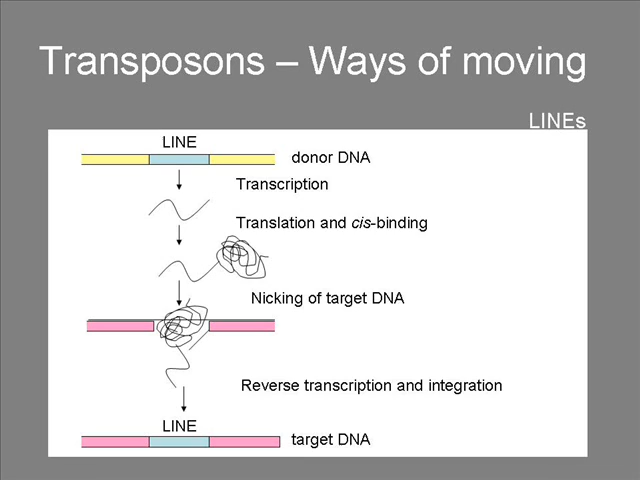 Transposons – Ways of moving
LINEs
LINE
donor DNA
Transcription
Translation and cis-binding
Nicking of target DNA
Reverse transcription and integration
LINE
target DNA